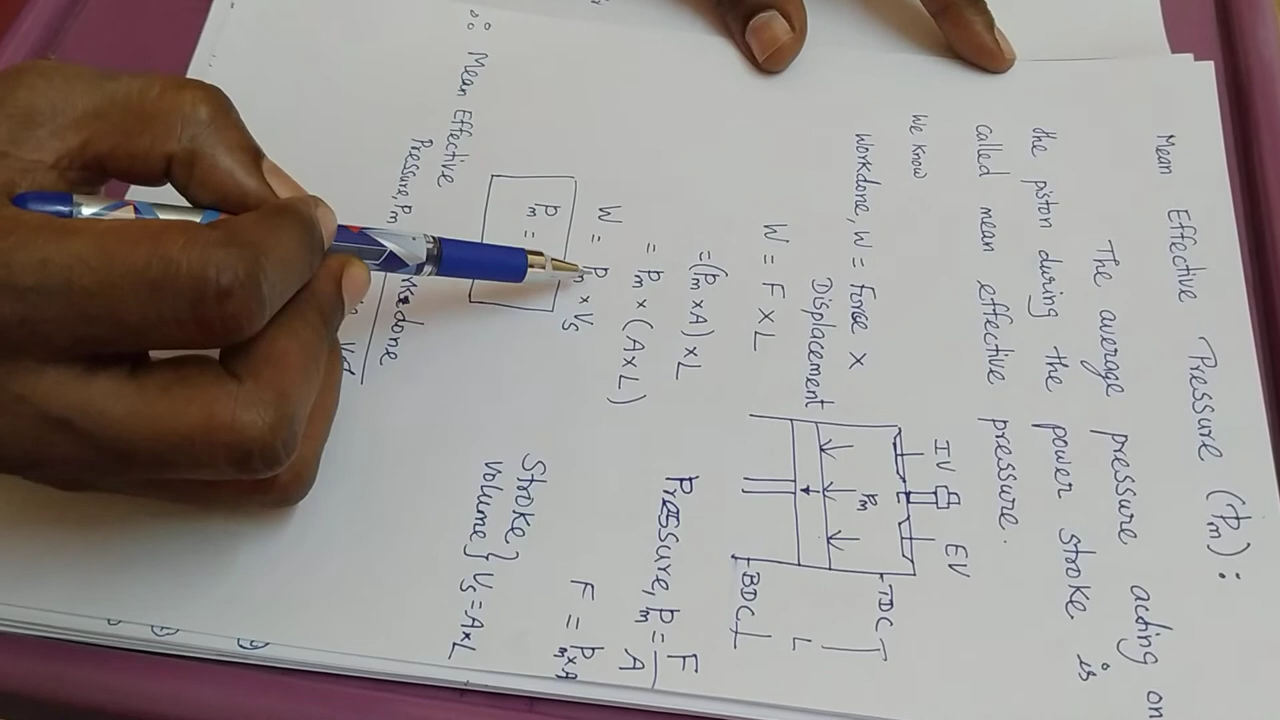 Mean Effective Pressure (pm):
The average pressure acting on
the piston during the power stroke is
called mean effective pressure.
We know
Workdone, W = Force ×
Displacement
W = F × L
= (pm × A) × L
= pm × (A × L)
W = pm × Vs
pm =
∴ Mean Effective
Pressure, pm
done
IV EV
pm
TDC
L
BDC
Pressure, pm = F
A
F = pm × A
Stroke
Volume} Vs = A × L